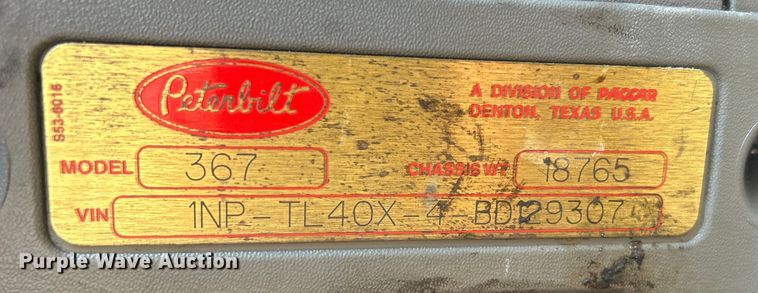 Peterbilt
A DIVISION OF PACCAR
DENTON, TEXAS U.S.A.
S53-6016
MODEL 367
CHASSIS WT 18765
VIN 1NP-TL40X-4 BD129307
Purple Wave Auction